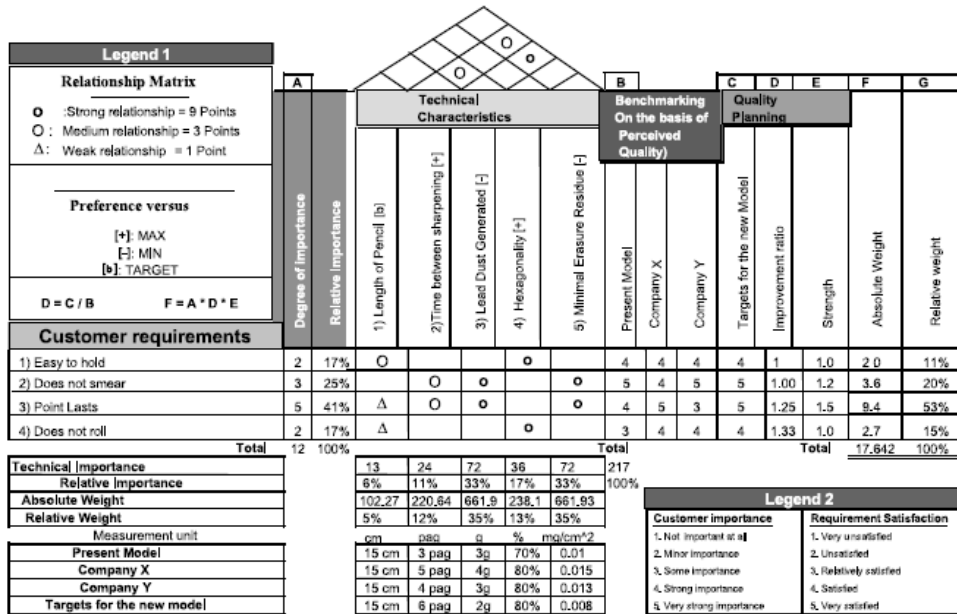 Legend 1
Relationship Matrix
o :Strong relationship = 9 Points
O : Medium relationship = 3 Points
Δ: Weak relationship = 1 Point
Preference versus
[+]: MAX
[-]: MIN
[b]: TARGET
D = C / B F = A * D * E
Customer requirements
A B C D E F G
Technical Characteristics
Benchmarking
On the basis of
Perceived
Quality)
Quality
Planning
Degree of importance
Relative Importance
1) Length of Pencil [b]
2)Time between sharpening [+]
3) Lead Dust Generated [-]
4) Hexagonality [+]
5) Minimal Erasure Residue [-]
Present Model
Company X
Company Y
Targets for the new Model
Improvement ratio
Strength
Absolute Weight
Relative weight
1) Easy to hold 2 17% O o 4 4 4 4 1 1.0 2 0 11%
2) Does not smear 3 25% O o o 5 4 5 5 1.00 1.2 3.6 20%
3) Point Lasts 5 41% Δ O o o 4 5 3 5 1.25 1.5 9.4 53%
4) Does not roll 2 17% Δ o 3 4 4 4 1.33 1.0 2.7 15%
Total 12 100% Total Total 17.642 100%
Technical Importance 13 24 72 36 72 217
Relative Importance 6% 11% 33% 17% 33% 100%
Absolute Weight 102.27 220.64 661.9 238.1 661.93
Relative Weight 5% 12% 35% 13% 35%
Measurement unit cm pag g % mg/cm^2
Present Model 15 cm 3 pag 3g 70% 0.01
Company X 15 cm 5 pag 4g 80% 0.015
Company Y 15 cm 4 pag 3g 80% 0.013
Targets for the new model 15 cm 6 pag 2g 80% 0.008
Legend 2
Customer importance Requirement Satisfaction
1. Not important at all 1. Very unsatisfied
2. Minor importance 2. Unsatisfied
3. Some importance 3. Relatively satisfied
4. Strong importance 4. Satisfied
5. Very strong importance 5. Very satisfied